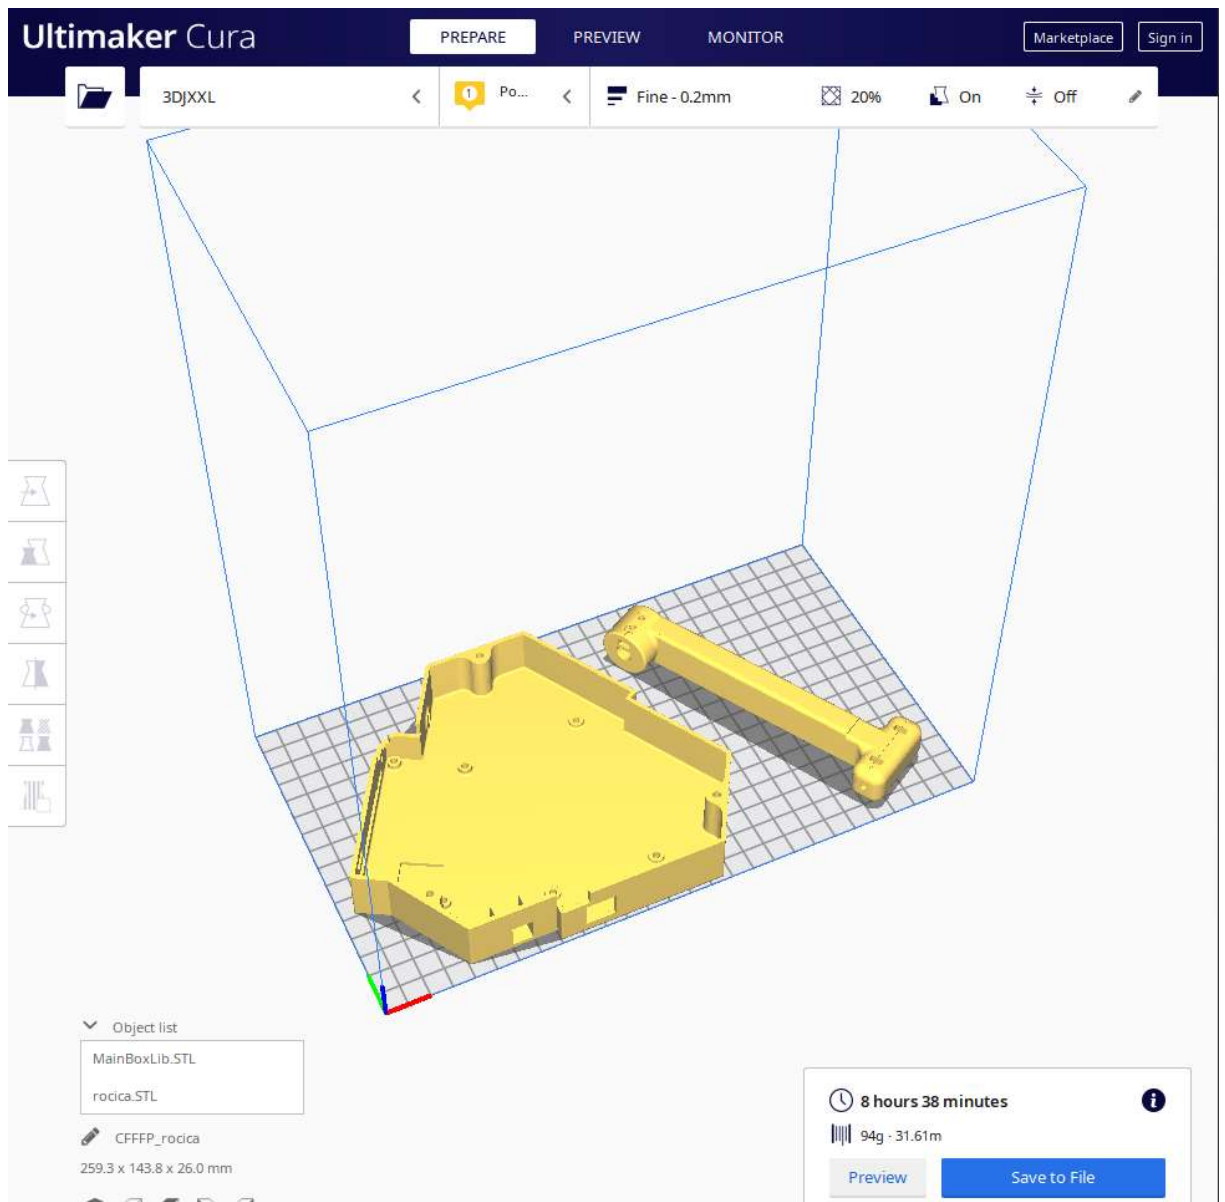 Ultimaker Cura
PREPARE
PREVIEW
MONITOR
Marketplace
Sign in
3DJXXL
1
Po...
Fine - 0.2mm
20%
On
Off
Object list
MainBoxLib.STL
rocica.STL
CFFFP_rocica
259.3 x 143.8 x 26.0 mm
8 hours 38 minutes
94g · 31.61m
Preview
Save to File